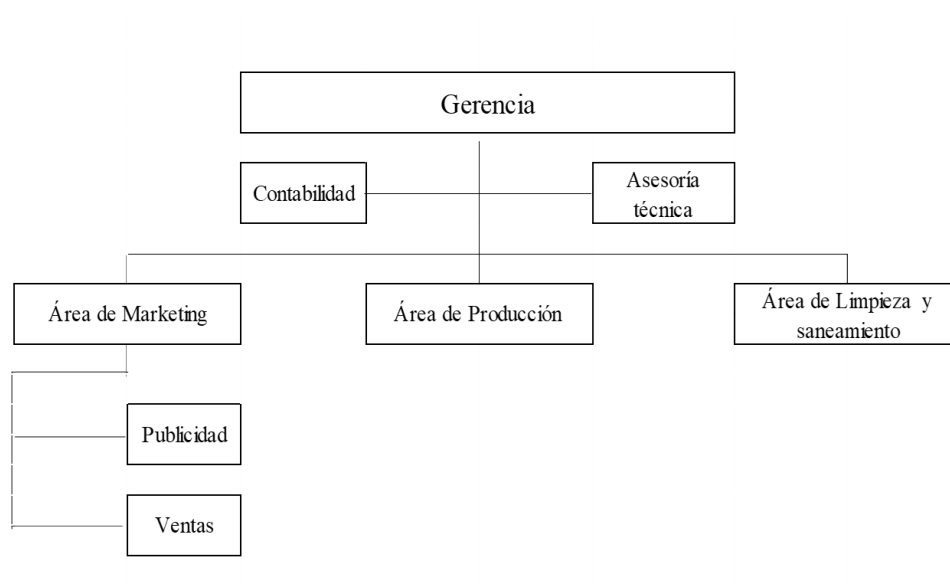 Gerencia
Contabilidad
Asesoría
técnica
Área de Marketing
Área de Producción
Área de Limpieza y
saneamiento
Publicidad
Ventas